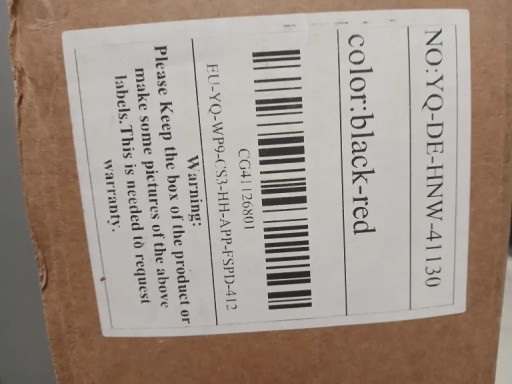 NO:YQ-DE-HNW-41130
color:black-red
CG41126801
EU-YQ-WP9-CS3-HH-APP-FSPD-412
Warning:
Please Keep the box of the product or
make some pictures of the above
labels.This is needed to request
warranty.